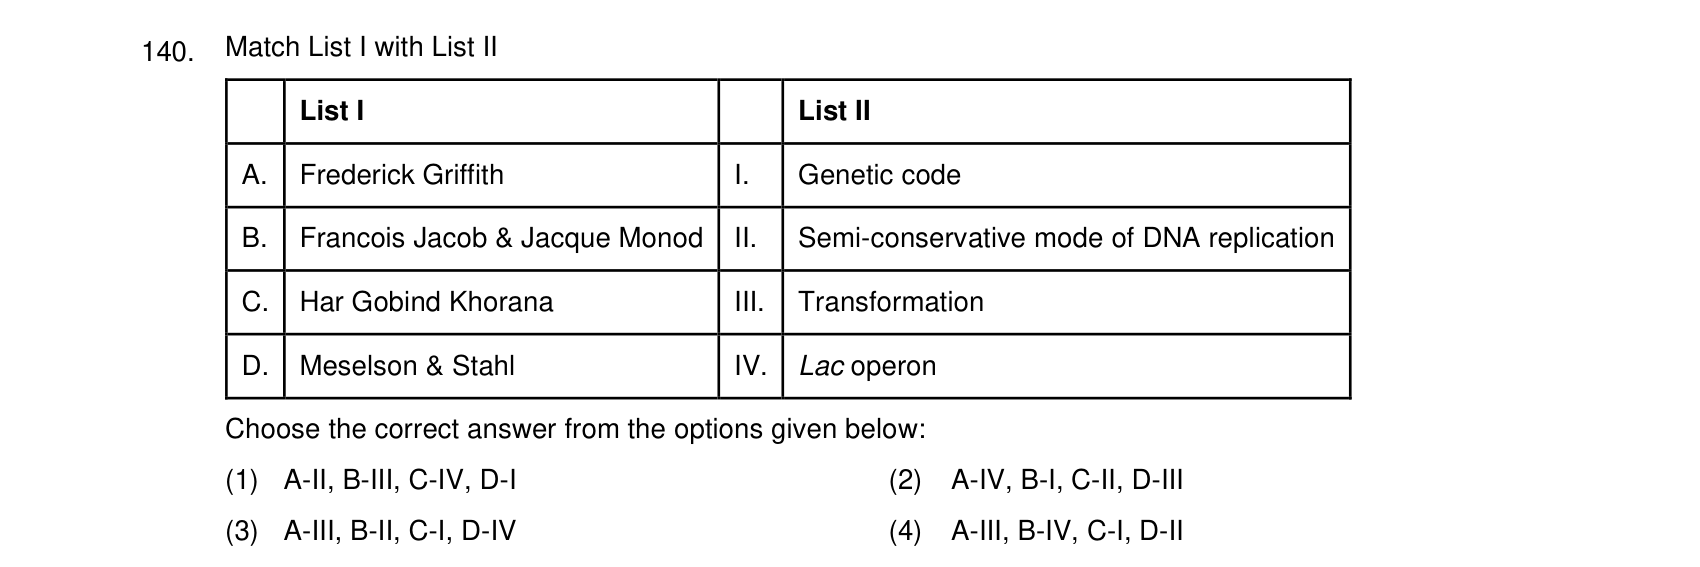 140. Match List I with List II
List I List II
A. Frederick Griffith I. Genetic code
B. Francois Jacob & Jacque Monod II. Semi-conservative mode of DNA replication
C. Har Gobind Khorana III. Transformation
D. Meselson & Stahl IV. Lac operon
Choose the correct answer from the options given below:
(1) A-II, B-III, C-IV, D-I (2) A-IV, B-I, C-II, D-III
(3) A-III, B-II, C-I, D-IV (4) A-III, B-IV, C-I, D-II